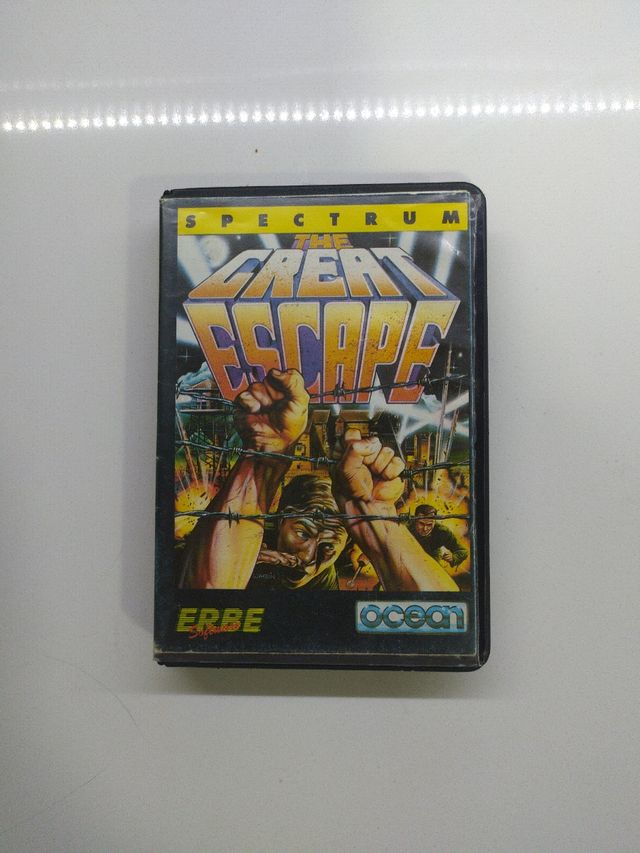 SPECTRUM
THE
GREAT
ESCAPE
ERBE
Software
ocean